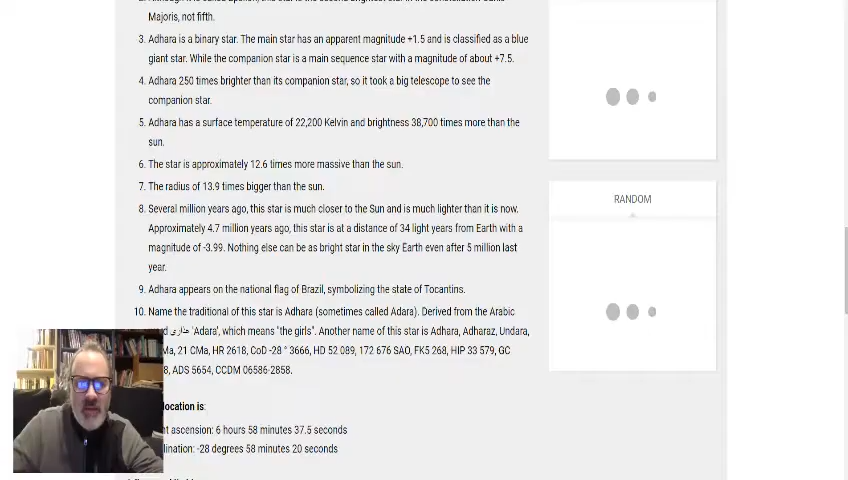 Majoris, not fifth.
3. Adhara is a binary star. The main star has an apparent magnitude +1.5 and is classified as a blue
giant star. While the companion star is a main sequence star with a magnitude of about +7.5.
4. Adhara 250 times brighter than its companion star, so it took a big telescope to see the
companion star.
5. Adhara has a surface temperature of 22,200 Kelvin and brightness 38,700 times more than the
sun.
6. The star is approximately 12.6 times more massive than the sun.
7. The radius of 13.9 times bigger than the sun.
8. Several million years ago, this star is much closer to the Sun and is much lighter than it is now.
Approximately 4.7 million years ago, this star is at a distance of 34 light years from Earth with a
magnitude of -3.99. Nothing else can be as bright star in the sky Earth even after 5 million last
year.
9. Adhara appears on the national flag of Brazil, symbolizing the state of Tocantins.
10. Name the traditional of this star is Adhara (sometimes called Adara). Derived from the Arabic
عذارى 'Adara', which means "the girls". Another name of this star is Adhara, Adharaz, Undara,
21 CMa, HR 2618, CoD -28 ° 3666, HD 52 089, 172 676 SAO, FK5 268, HIP 33 579, GC
ADS 5654, CCDM 06586-2858.
location is:
ascension: 6 hours 58 minutes 37.5 seconds
-28 degrees 58 minutes 20 seconds
RANDOM